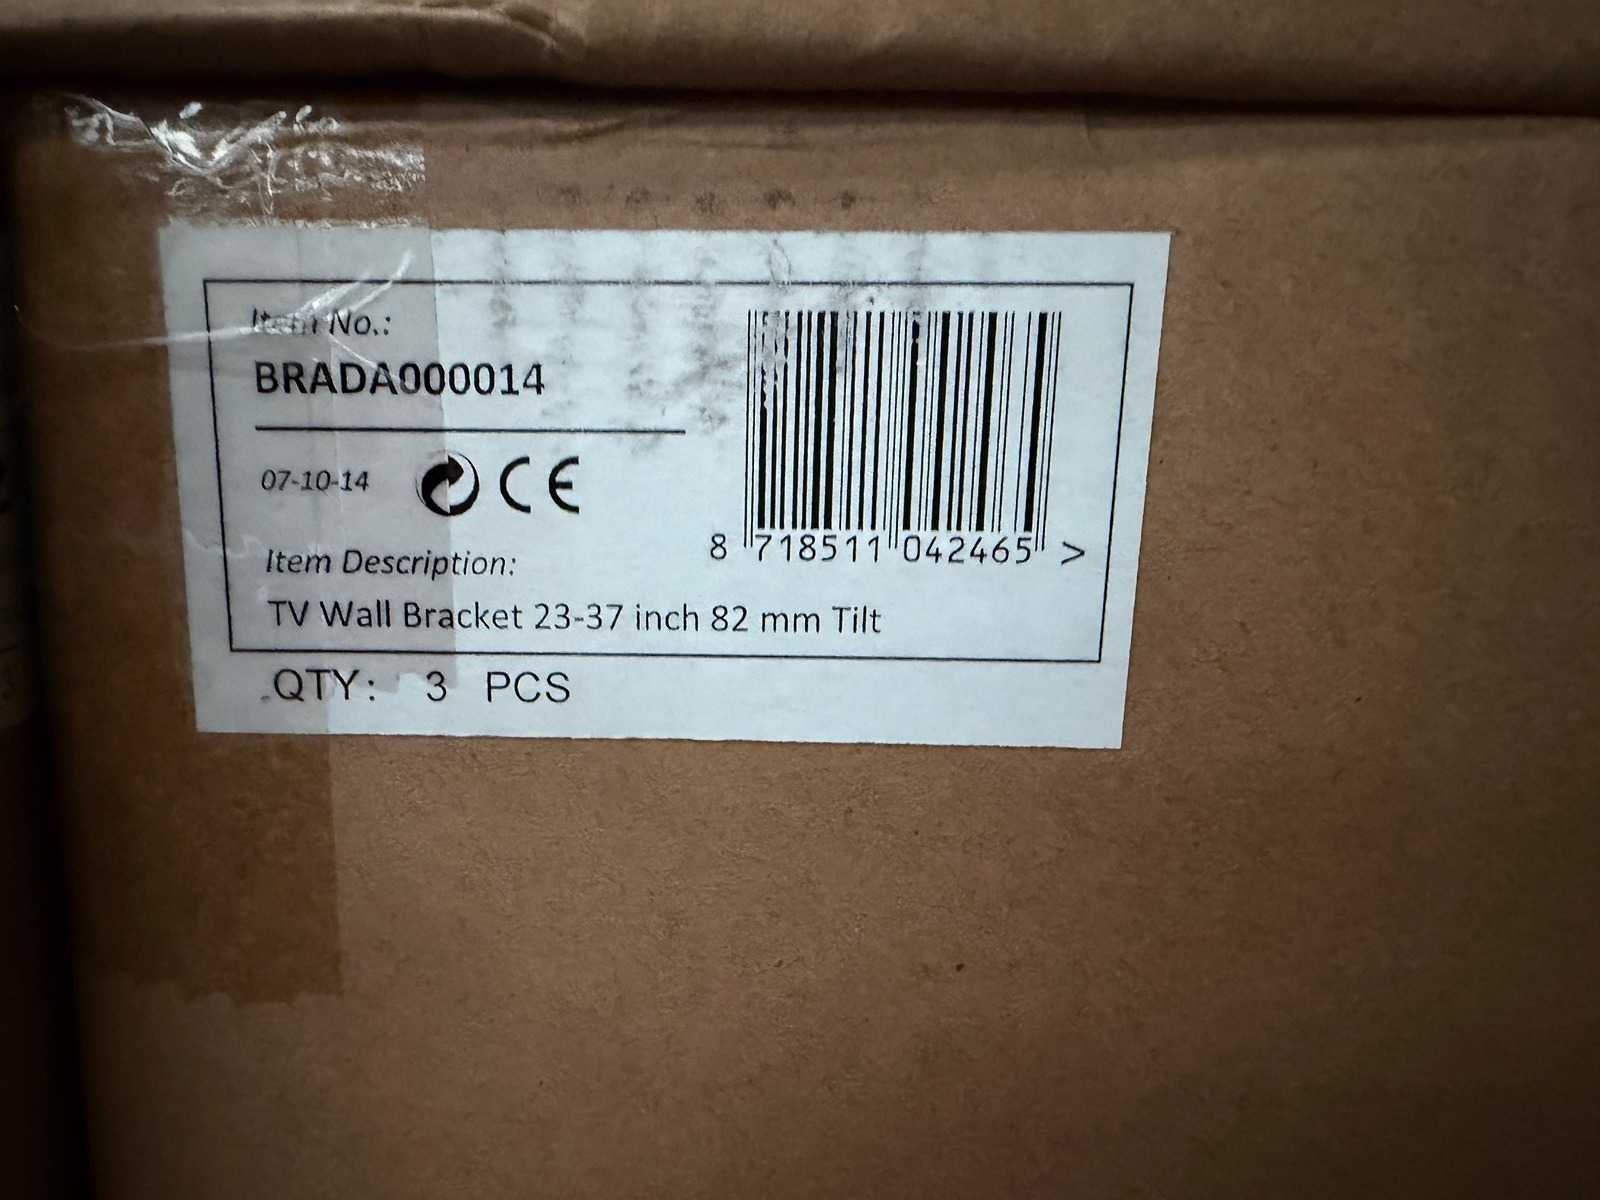 Item No.:
BRADA000014
07-10-14 CE
Item Description:
TV Wall Bracket 23-37 inch 82 mm Tilt
QTY: 3 PCS
8 718511 042465 >